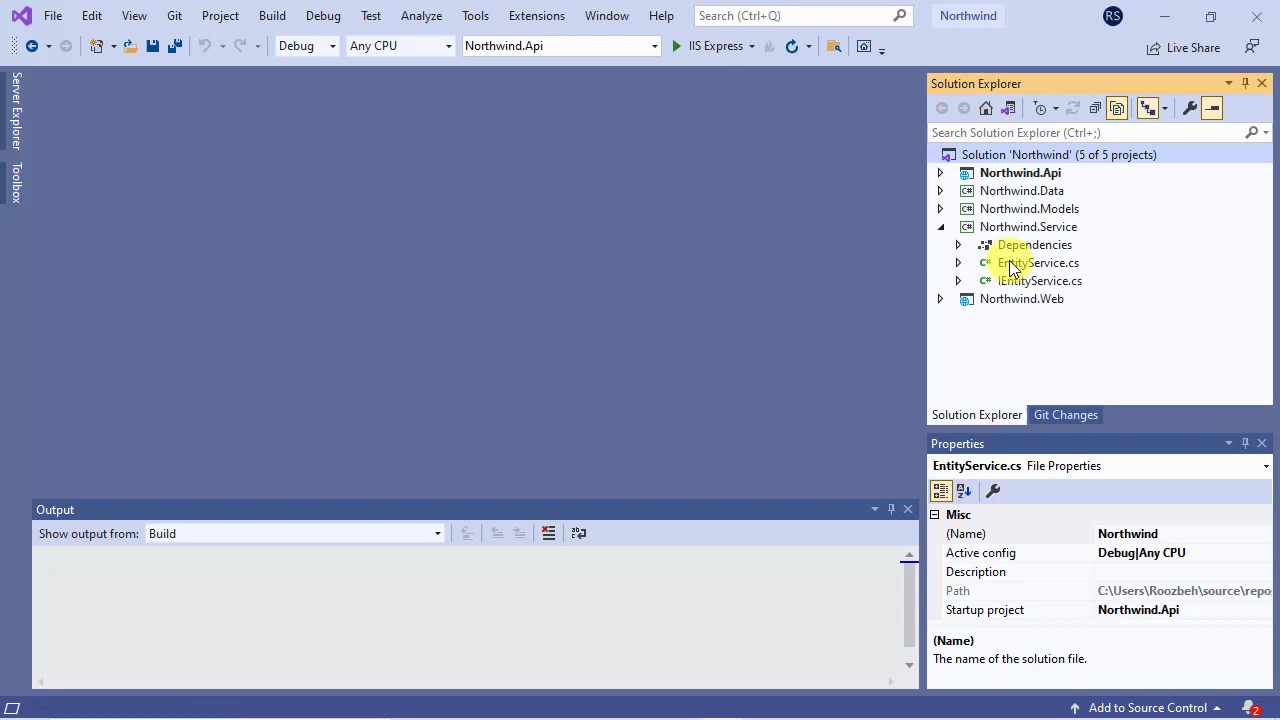 File Edit View Git Project Build Debug Test Analyze Tools Extensions Window Help Search (Ctrl+Q) Northwind RS
Debug Any CPU Northwind.Api IIS Express Live Share
Server Explorer
Toolbox
Solution Explorer
Search Solution Explorer (Ctrl+;)
Solution 'Northwind' (5 of 5 projects)
Northwind.Api
Northwind.Data
Northwind.Models
Northwind.Service
Dependencies
EntityService.cs
IEntityService.cs
Northwind.Web
Solution Explorer Git Changes
Properties
EntityService.cs File Properties
Misc
(Name) Northwind
Active config Debug|Any CPU
Description
Path C:\Users\Roozbeh\source\repo
Startup project Northwind.Api
(Name)
The name of the solution file.
Output
Show output from: Build
Add to Source Control 2